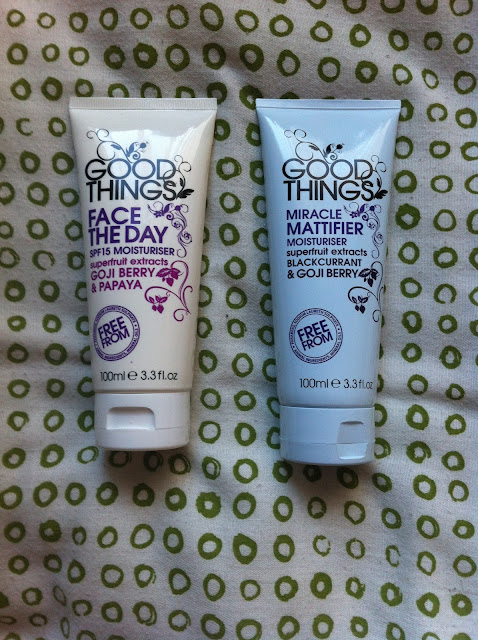 GOOD
THINGS
FACE
THE DAY
SPF15 MOISTURISER
superfruit extracts
GOJI BERRY
& PAPAYA
FREE
FROM
100ml e 3.3 fl.oz
GOOD
THINGS
MIRACLE
MATTIFIER
MOISTURISER
superfruit extracts
BLACKCURRANT
& GOJI BERRY
FREE
FROM
100ml e 3.3 fl.oz